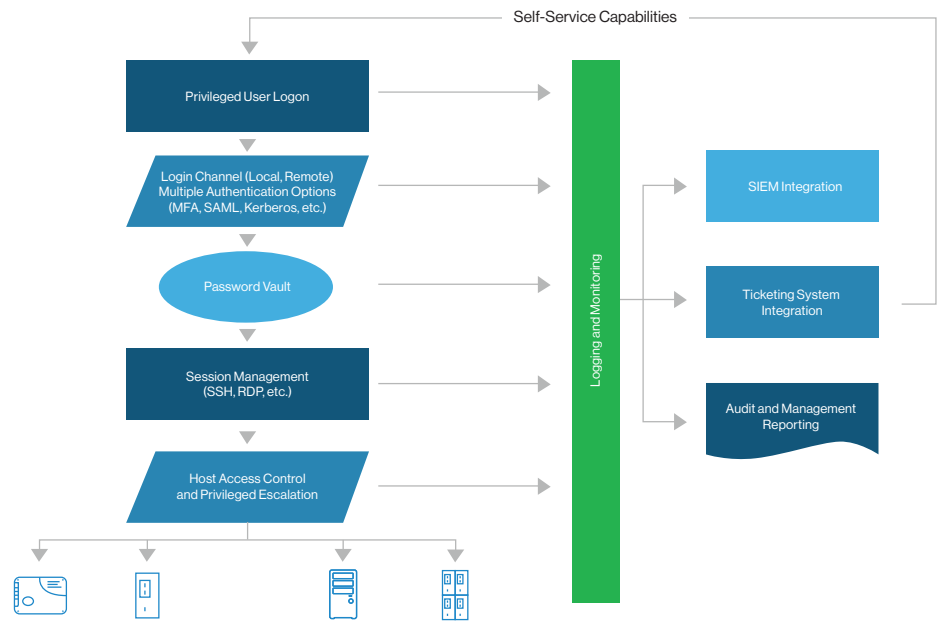 Self-Service Capabilities
Privileged User Logon
Login Channel (Local, Remote)
Multiple Authentication Options
(MFA, SAML, Kerberos, etc.)
Password Vault
Session Management
(SSH, RDP, etc.)
Host Access Control
and Privileged Escalation
Logging and Monitoring
SIEM Integration
Ticketing System
Integration
Audit and Management
Reporting